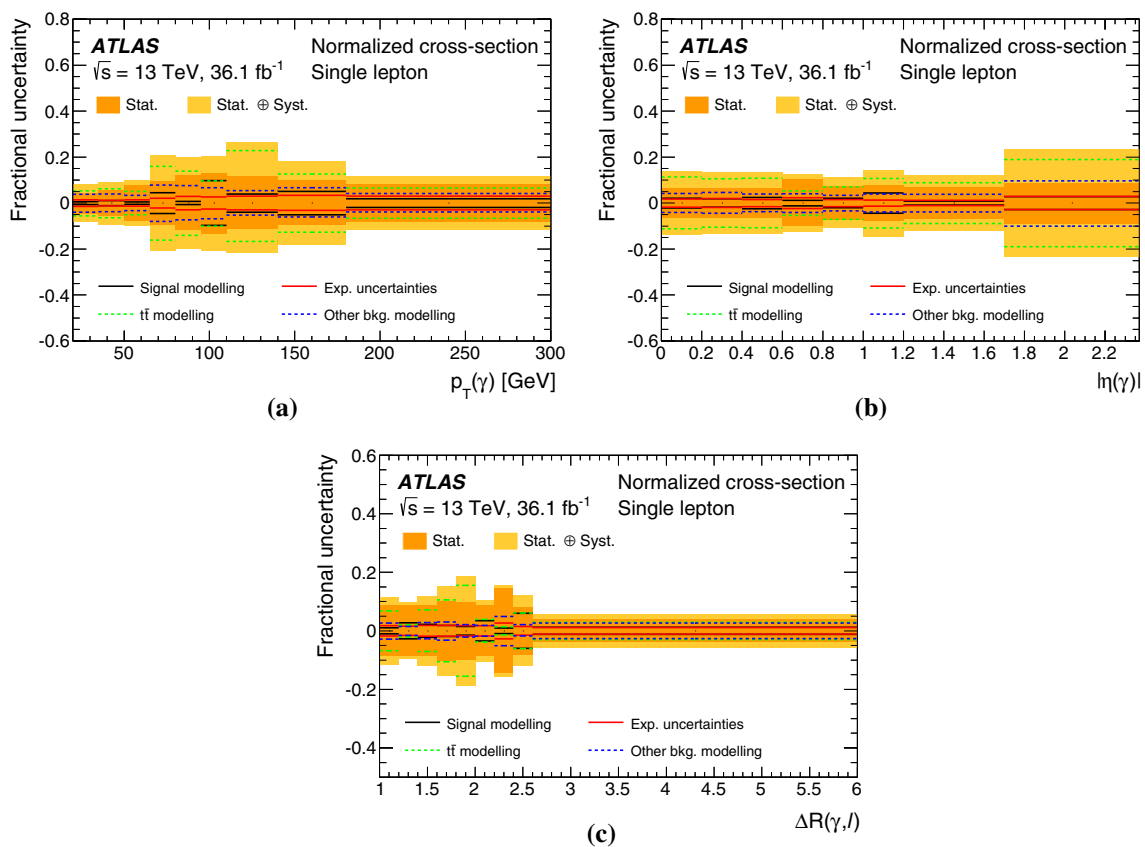 Fractional uncertainty
0.8
0.6
0.4
0.2
0
-0.2
-0.4
-0.6
ATLAS Normalized cross-section
√s = 13 TeV, 36.1 fb-1 Single lepton
Stat. Stat. ⊕ Syst.
Signal modelling Exp. uncertainties
tt̄ modelling Other bkg. modelling
50 100 150 200 250 300
pT(γ) [GeV]
(a)
Fractional uncertainty
0.8
0.6
0.4
0.2
0
-0.2
-0.4
-0.6
ATLAS Normalized cross-section
√s = 13 TeV, 36.1 fb-1 Single lepton
Stat. Stat. ⊕ Syst.
Signal modelling Exp. uncertainties
tt̄ modelling Other bkg. modelling
0 0.2 0.4 0.6 0.8 1 1.2 1.4 1.6 1.8 2 2.2
|η(γ)|
(b)
Fractional uncertainty
0.6
0.4
0.2
0
-0.2
-0.4
ATLAS Normalized cross-section
√s = 13 TeV, 36.1 fb-1 Single lepton
Stat. Stat. ⊕ Syst.
Signal modelling Exp. uncertainties
tt̄ modelling Other bkg. modelling
1 1.5 2 2.5 3 3.5 4 4.5 5 5.5 6
ΔR(γ,l)
(c)